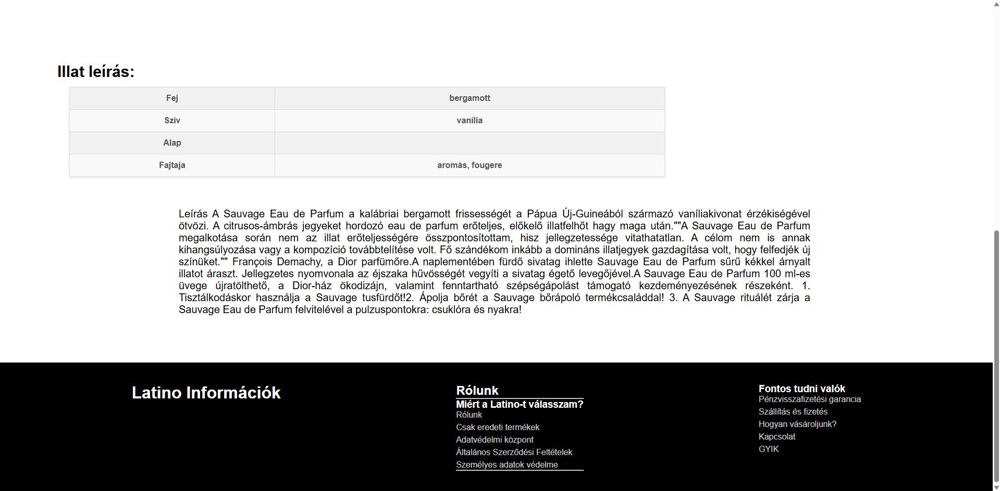 Illat leírás:
Fej bergamott
Szív vanília
Alap
Fajtaja aromás, fougere
Leírás A Sauvage Eau de Parfum a kalábriai bergamott frissességét a Pápua Új-Guineából származó vaníliakivonat érzékiségével
ötvözi. A citrusos-ámbrás jegyeket hordozó eau de parfum erőteljes, előkelő illatfelhőt hagy maga után.""A Sauvage Eau de Parfum
megalkotása során nem az illat erőteljességére összpontosítottam, hisz jellegzetessége vitathatatlan. A célom nem is annak
kihangsúlyozása vagy a kompozíció továbbtelítése volt. Fő szándékom inkább a domináns illatjegyek gazdagítása volt, hogy felfedjék új
színüket."" François Demachy, a Dior parfümőre.A naplementében fürdő sivatag ihlette Sauvage Eau de Parfum sűrű kékkel árnyalt
illatot áraszt. Jellegzetes nyomvonala az éjszaka hűvösségét vegyíti a sivatag égető levegőjével.A Sauvage Eau de Parfum 100 ml-es
üvege újratölthető, a Dior-ház ökodizájn, valamint fenntartható szépségápolást támogató kezdeményezésének részeként. 1.
Tisztálkodáskor használja a Sauvage tusfürdőt!2. Ápolja bőrét a Sauvage bőrápoló termékcsaláddal! 3. A Sauvage rituálét zárja a
Sauvage Eau de Parfum felvitelével a pulzuspontokra: csuklóra és nyakra!
Latino Információk
Rólunk
Miért a Latino-t válasszam?
Rólunk
Csak eredeti termékek
Adatvédelmi központ
Általános Szerződési Feltételek
Személyes adatok védelme
Fontos tudni valók
Pénzvisszafizetési garancia
Szállítás és fizetés
Hogyan vásároljunk?
Kapcsolat
GYIK